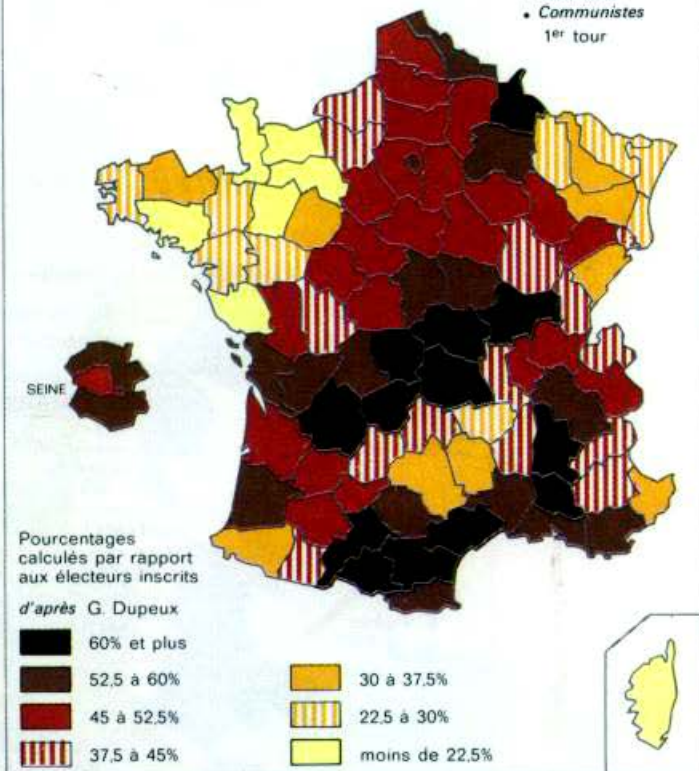 • Communistes
1er tour
SEINE
Pourcentages
calculés par rapport
aux électeurs inscrits
d'après G. Dupeux
60% et plus
52,5 à 60%
45 à 52,5%
37,5 à 45%
30 à 37,5%
22,5 à 30%
moins de 22,5%